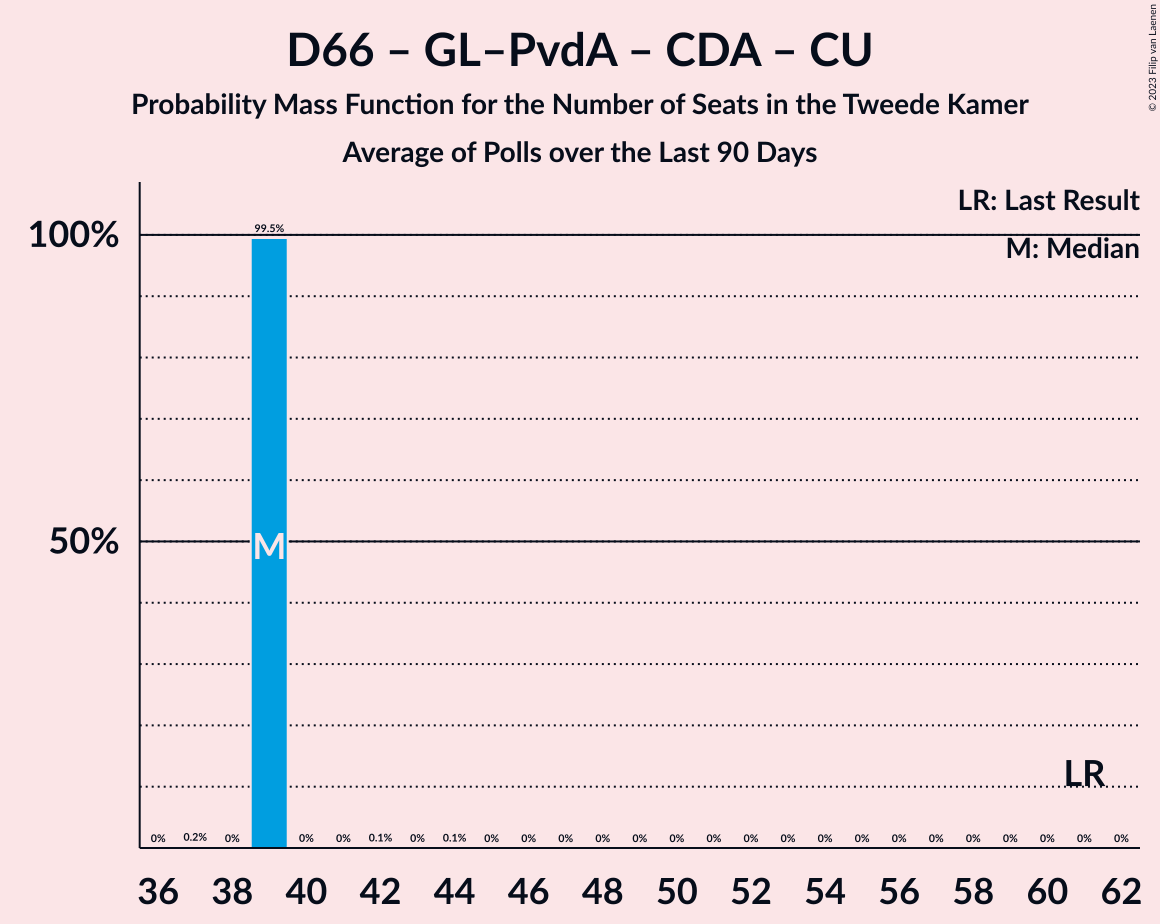 D66 – GL–PvdA – CDA – CU
Probability Mass Function for the Number of Seats in the Tweede Kamer
Average of Polls over the Last 90 Days
© 2023 Filip van Laenen
LR: Last Result
M: Median
100%
50%
99.5%
M
LR
0% 0.2% 0% 0% 0% 0.1% 0% 0.1% 0% 0% 0% 0% 0% 0% 0% 0% 0% 0% 0% 0% 0% 0% 0% 0% 0% 0%
36 38 40 42 44 46 48 50 52 54 56 58 60 62